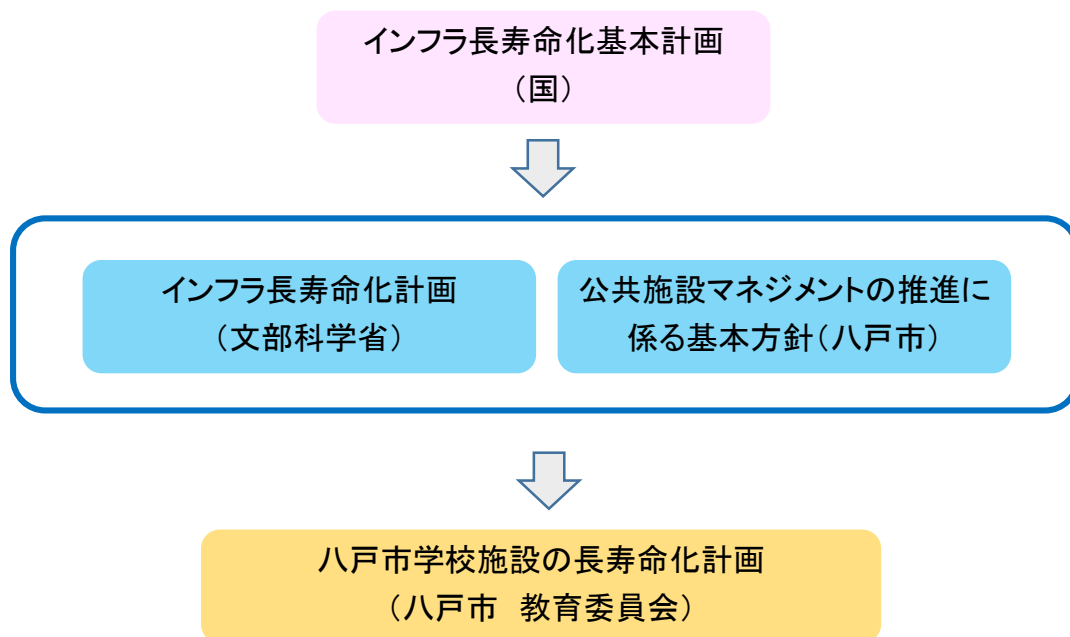 インフラ長寿命化基本計画
（国）
インフラ長寿命化計画
（文部科学省）
公共施設マネジメントの推進に
係る基本方針（八戸市）
八戸市学校施設の長寿命化計画
（八戸市　教育委員会）